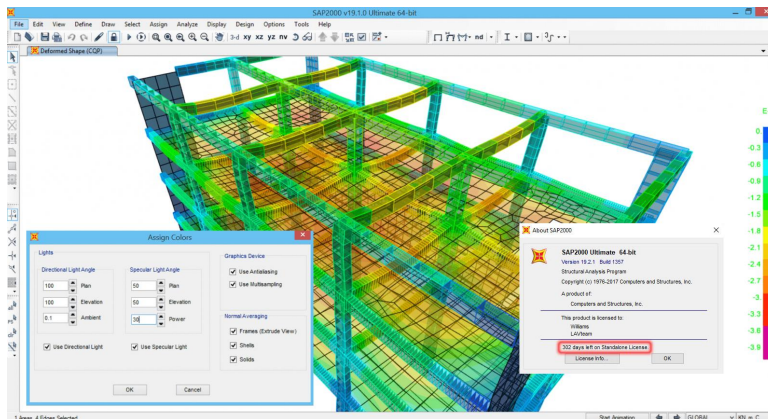 SAP2000 v19.1.0 Ultimate 64-bit
File Edit View Define Draw Select Assign Analyze Display Design Options Tools Help
3-d xy xz yz nv
nd
Deformed Shape (CQP)
E
0
-0.3
-0.6
-0.9
-1.2
-1.5
-1.8
-2.1
-2.4
-2.7
-3.
-3.3
-3.6
-3.9
Assign Colors
Lights
Directional Light Angle
100 Plan
100 Elevation
0.1 Ambient
Use Directional Light
Specular Light Angle
50 Plan
50 Elevation
30 Power
Use Specular Light
Graphics Device
Use Antialiasing
Use Multisampling
Normal Averaging
Frames (Extrude View)
Shells
Solids
OK Cancel
About SAP2000
SAP2000 Ultimate 64-bit
Version 19.2.1 Build 1357
Structural Analysis Program
Copyright (c) 1976-2017 Computers and Structures, Inc.
A product of:
Computers and Structures, Inc.
This product is licensed to:
Williams
LAVteam
302 days left on Standalone License
License Info... OK
1 Areas, 4 Edges Selected
Start Animation GLOBAL KN, m, C